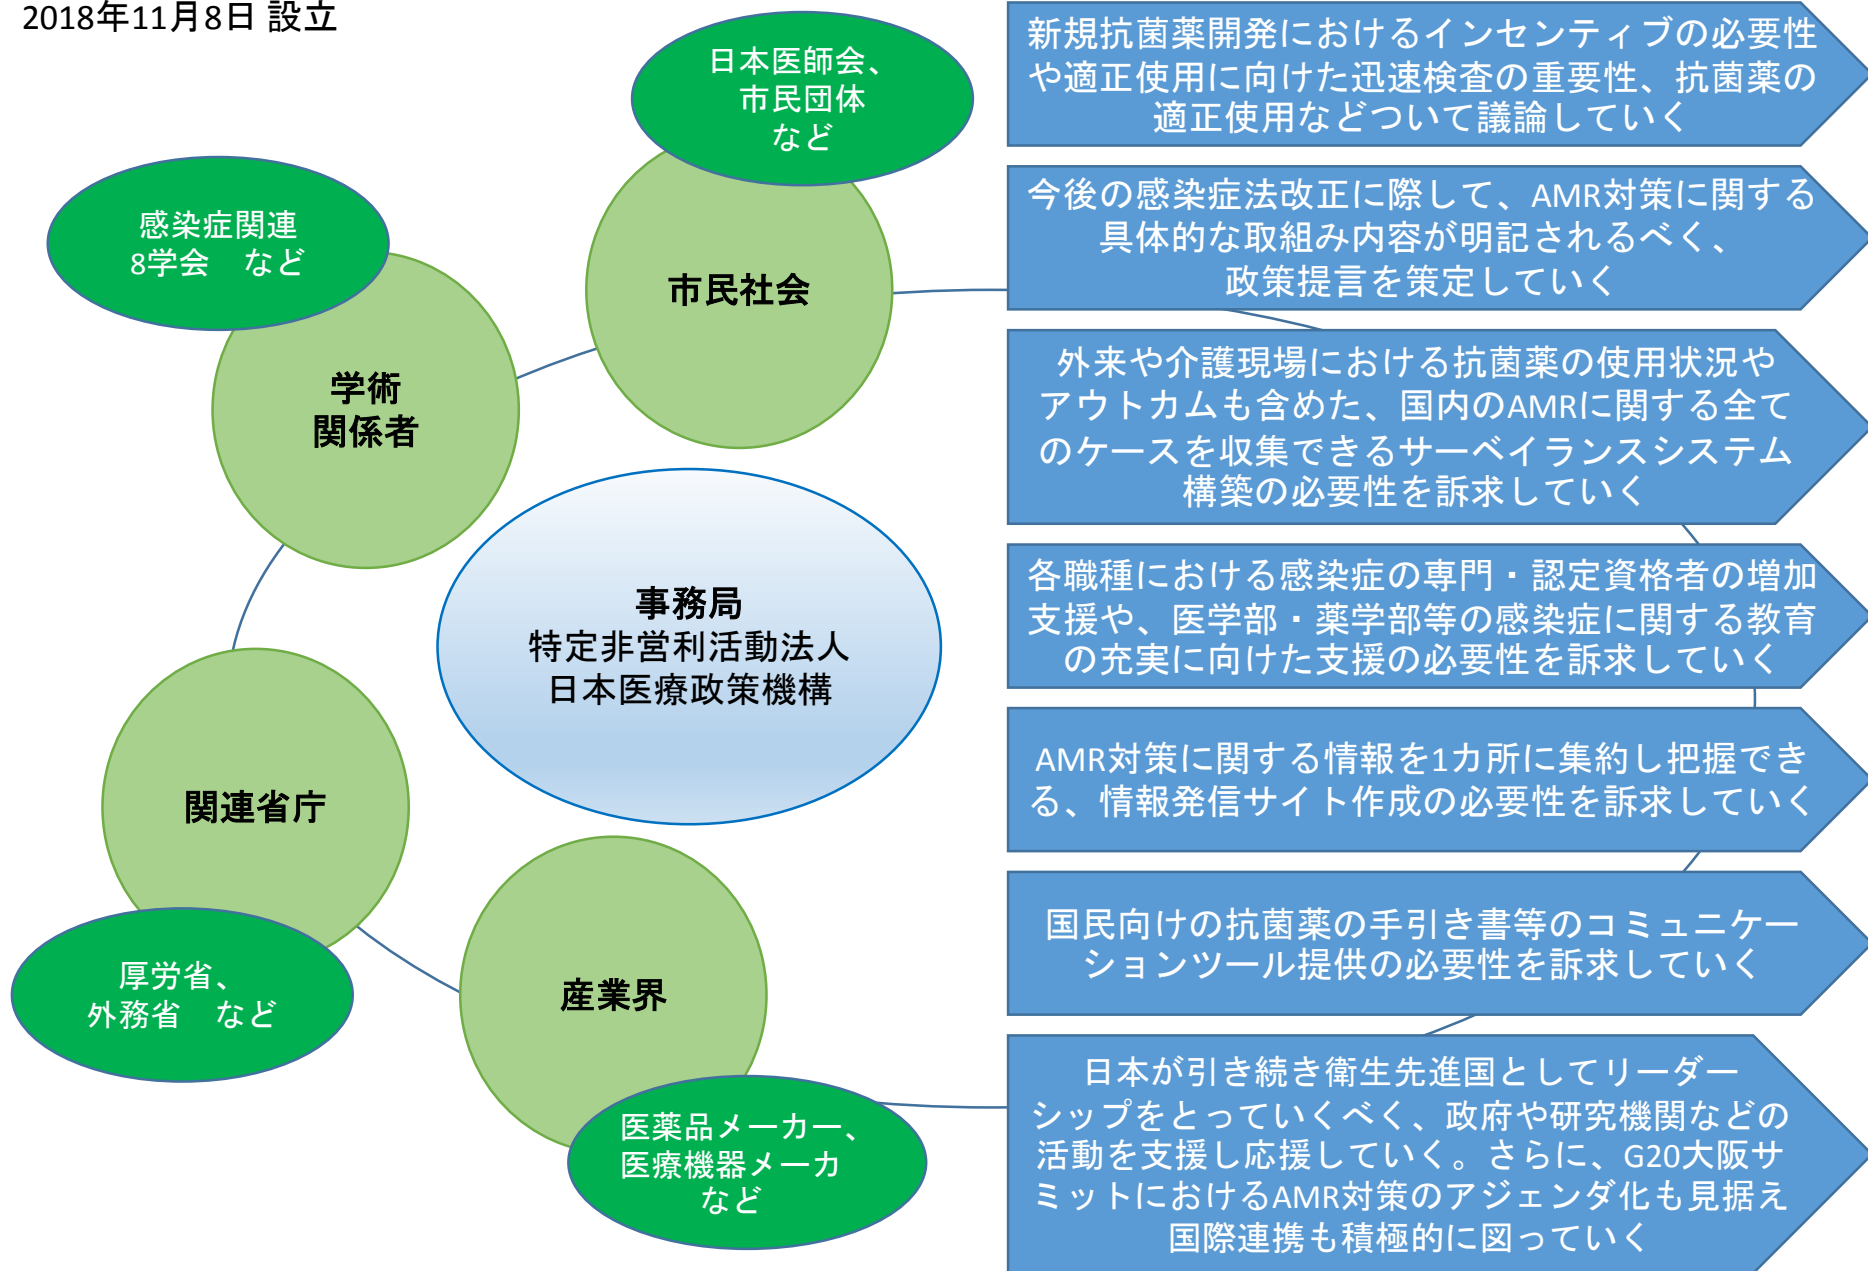 2018年11月8日 設立
日本医師会、
市民団体
など
市民社会
感染症関連
8学会　など
学術
関係者
事務局
特定非営利活動法人
日本医療政策機構
関連省庁
厚労省、
外務省　など
産業界
医薬品メーカー、
医療機器メーカ
など
新規抗菌薬開発におけるインセンティブの必要性
や適正使用に向けた迅速検査の重要性、抗菌薬の
適正使用などついて議論していく
今後の感染症法改正に際して、AMR対策に関する
具体的な取組み内容が明記されるべく、
政策提言を策定していく
外来や介護現場における抗菌薬の使用状況や
アウトカムも含めた、国内のAMRに関する全て
のケースを収集できるサーベイランスシステム
構築の必要性を訴求していく
各職種における感染症の専門・認定資格者の増加
支援や、医学部・薬学部等の感染症に関する教育
の充実に向けた支援の必要性を訴求していく
AMR対策に関する情報を1カ所に集約し把握でき
る、情報発信サイト作成の必要性を訴求していく
国民向けの抗菌薬の手引き書等のコミュニケー
ションツール提供の必要性を訴求していく
日本が引き続き衛生先進国としてリーダー
シップをとっていくべく、政府や研究機関などの
活動を支援し応援していく。さらに、G20大阪サ
ミットにおけるAMR対策のアジェンダ化も見据え
国際連携も積極的に図っていく